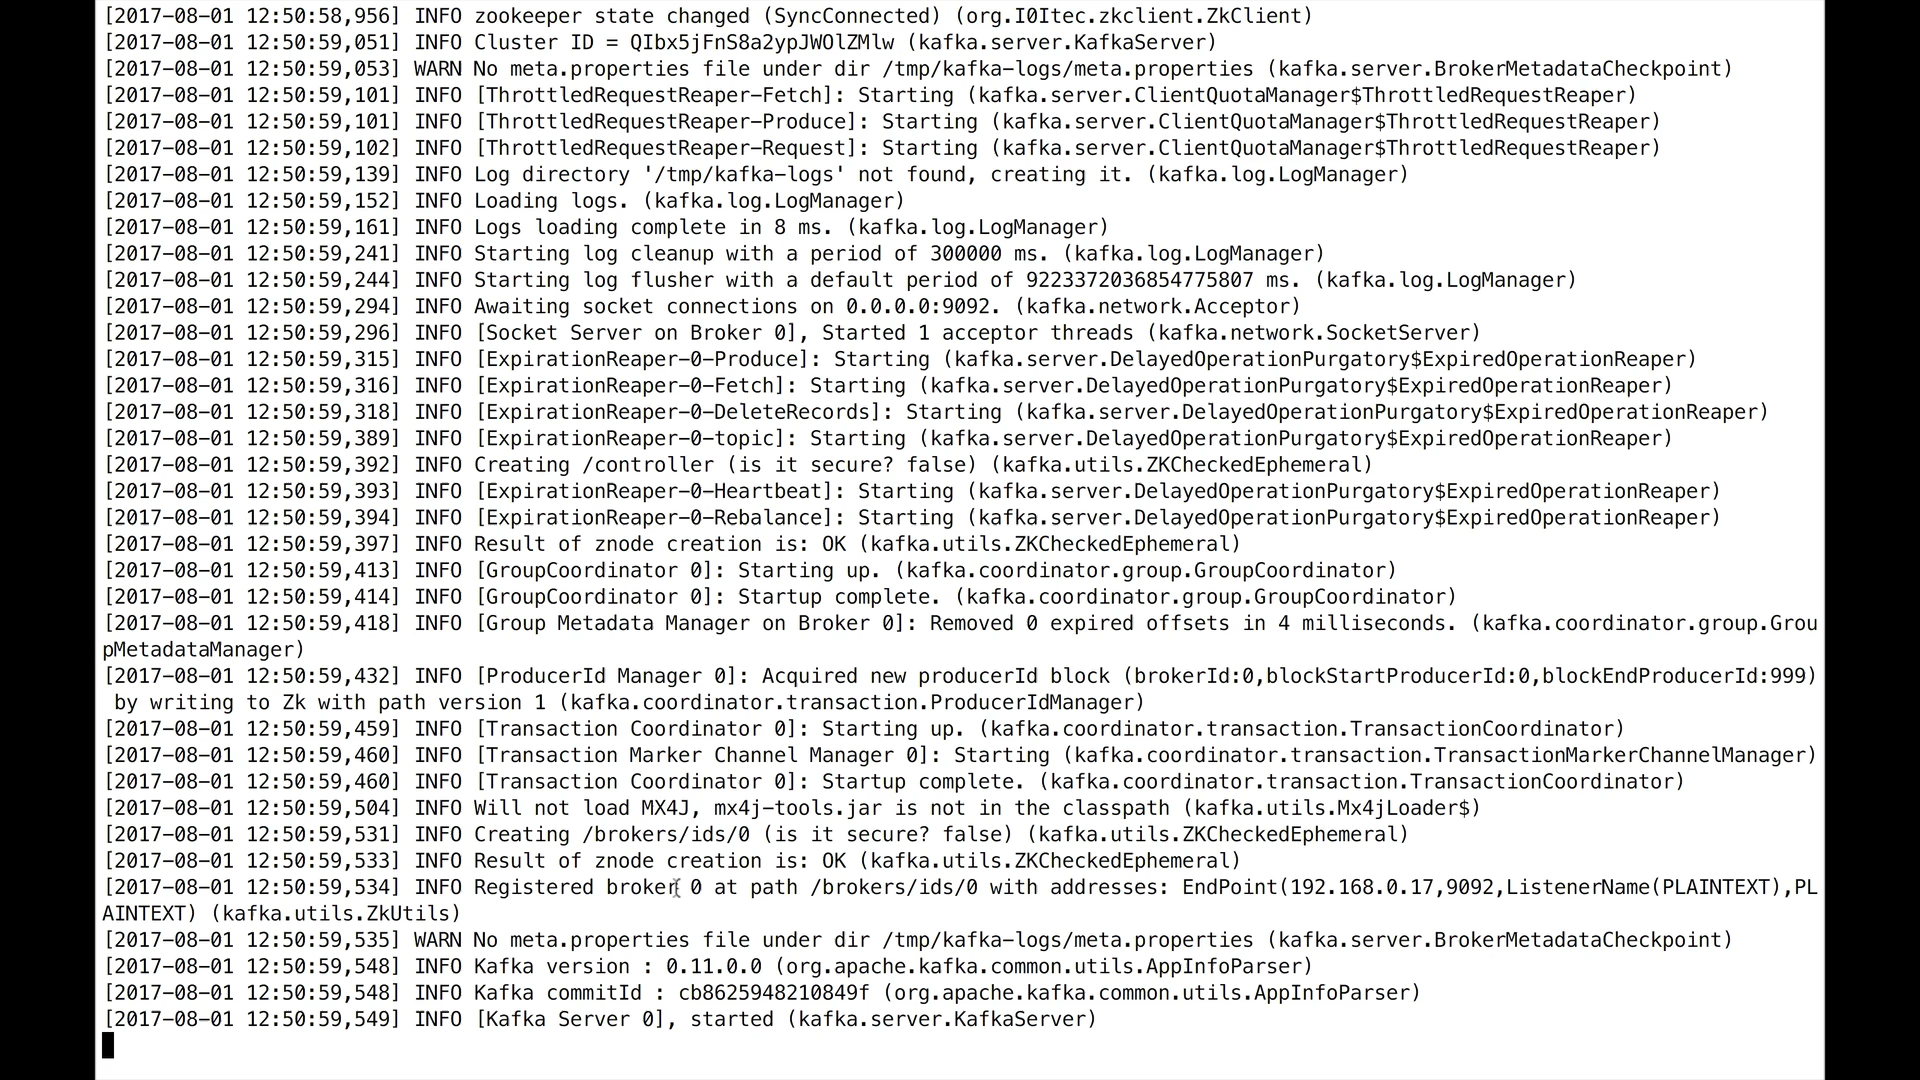 [2017-08-01 12:50:58,956] INFO zookeeper state changed (SyncConnected) (org.I0Itec.zkclient.ZkClient)
[2017-08-01 12:50:59,051] INFO Cluster ID = QIbx5jFnS8a2ypJWOlZMlw (kafka.server.KafkaServer)
[2017-08-01 12:50:59,053] WARN No meta.properties file under dir /tmp/kafka-logs/meta.properties (kafka.server.BrokerMetadataCheckpoint)
[2017-08-01 12:50:59,101] INFO [ThrottledRequestReaper-Fetch]: Starting (kafka.server.ClientQuotaManager$ThrottledRequestReaper)
[2017-08-01 12:50:59,101] INFO [ThrottledRequestReaper-Produce]: Starting (kafka.server.ClientQuotaManager$ThrottledRequestReaper)
[2017-08-01 12:50:59,102] INFO [ThrottledRequestReaper-Request]: Starting (kafka.server.ClientQuotaManager$ThrottledRequestReaper)
[2017-08-01 12:50:59,139] INFO Log directory '/tmp/kafka-logs' not found, creating it. (kafka.log.LogManager)
[2017-08-01 12:50:59,152] INFO Loading logs. (kafka.log.LogManager)
[2017-08-01 12:50:59,161] INFO Logs loading complete in 8 ms. (kafka.log.LogManager)
[2017-08-01 12:50:59,241] INFO Starting log cleanup with a period of 300000 ms. (kafka.log.LogManager)
[2017-08-01 12:50:59,244] INFO Starting log flusher with a default period of 9223372036854775807 ms. (kafka.log.LogManager)
[2017-08-01 12:50:59,294] INFO Awaiting socket connections on 0.0.0.0:9092. (kafka.network.Acceptor)
[2017-08-01 12:50:59,296] INFO [Socket Server on Broker 0], Started 1 acceptor threads (kafka.network.SocketServer)
[2017-08-01 12:50:59,315] INFO [ExpirationReaper-0-Produce]: Starting (kafka.server.DelayedOperationPurgatory$ExpiredOperationReaper)
[2017-08-01 12:50:59,316] INFO [ExpirationReaper-0-Fetch]: Starting (kafka.server.DelayedOperationPurgatory$ExpiredOperationReaper)
[2017-08-01 12:50:59,318] INFO [ExpirationReaper-0-DeleteRecords]: Starting (kafka.server.DelayedOperationPurgatory$ExpiredOperationReaper)
[2017-08-01 12:50:59,389] INFO [ExpirationReaper-0-topic]: Starting (kafka.server.DelayedOperationPurgatory$ExpiredOperationReaper)
[2017-08-01 12:50:59,392] INFO Creating /controller (is it secure? false) (kafka.utils.ZKCheckedEphemeral)
[2017-08-01 12:50:59,393] INFO [ExpirationReaper-0-Heartbeat]: Starting (kafka.server.DelayedOperationPurgatory$ExpiredOperationReaper)
[2017-08-01 12:50:59,394] INFO [ExpirationReaper-0-Rebalance]: Starting (kafka.server.DelayedOperationPurgatory$ExpiredOperationReaper)
[2017-08-01 12:50:59,397] INFO Result of znode creation is: OK (kafka.utils.ZKCheckedEphemeral)
[2017-08-01 12:50:59,413] INFO [GroupCoordinator 0]: Starting up. (kafka.coordinator.group.GroupCoordinator)
[2017-08-01 12:50:59,414] INFO [GroupCoordinator 0]: Startup complete. (kafka.coordinator.group.GroupCoordinator)
[2017-08-01 12:50:59,418] INFO [Group Metadata Manager on Broker 0]: Removed 0 expired offsets in 4 milliseconds. (kafka.coordinator.group.Grou
pMetadataManager)
[2017-08-01 12:50:59,432] INFO [ProducerId Manager 0]: Acquired new producerId block (brokerId:0,blockStartProducerId:0,blockEndProducerId:999)
 by writing to Zk with path version 1 (kafka.coordinator.transaction.ProducerIdManager)
[2017-08-01 12:50:59,459] INFO [Transaction Coordinator 0]: Starting up. (kafka.coordinator.transaction.TransactionCoordinator)
[2017-08-01 12:50:59,460] INFO [Transaction Marker Channel Manager 0]: Starting (kafka.coordinator.transaction.TransactionMarkerChannelManager)
[2017-08-01 12:50:59,460] INFO [Transaction Coordinator 0]: Startup complete. (kafka.coordinator.transaction.TransactionCoordinator)
[2017-08-01 12:50:59,504] INFO Will not load MX4J, mx4j-tools.jar is not in the classpath (kafka.utils.Mx4jLoader$)
[2017-08-01 12:50:59,531] INFO Creating /brokers/ids/0 (is it secure? false) (kafka.utils.ZKCheckedEphemeral)
[2017-08-01 12:50:59,533] INFO Result of znode creation is: OK (kafka.utils.ZKCheckedEphemeral)
[2017-08-01 12:50:59,534] INFO Registered broker 0 at path /brokers/ids/0 with addresses: EndPoint(192.168.0.17,9092,ListenerName(PLAINTEXT),PL
AINTEXT) (kafka.utils.ZkUtils)
[2017-08-01 12:50:59,535] WARN No meta.properties file under dir /tmp/kafka-logs/meta.properties (kafka.server.BrokerMetadataCheckpoint)
[2017-08-01 12:50:59,548] INFO Kafka version : 0.11.0.0 (org.apache.kafka.common.utils.AppInfoParser)
[2017-08-01 12:50:59,548] INFO Kafka commitId : cb8625948210849f (org.apache.kafka.common.utils.AppInfoParser)
[2017-08-01 12:50:59,549] INFO [Kafka Server 0], started (kafka.server.KafkaServer)